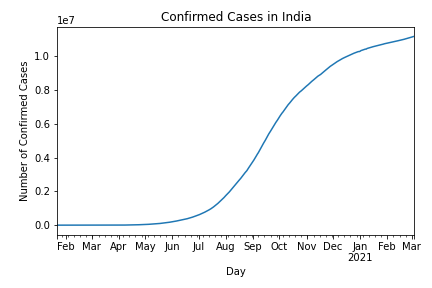 Confirmed Cases in India
1e7
1.0
0.8
0.6
0.4
0.2
0.0
Number of Confirmed Cases
Feb Mar Apr May Jun Jul Aug Sep Oct Nov Dec Jan Feb Mar
2021
Day